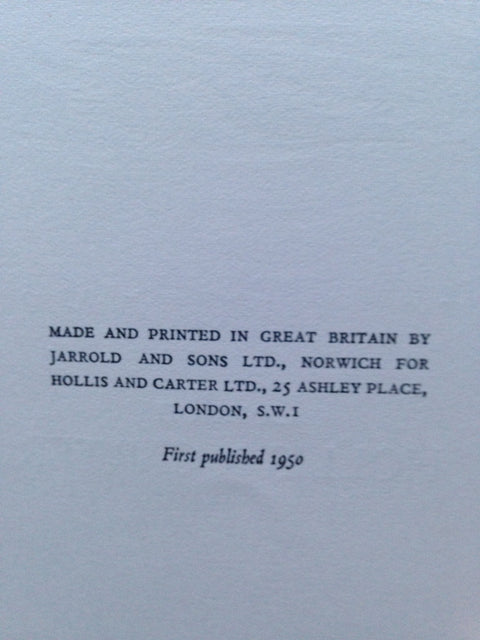 MADE AND PRINTED IN GREAT BRITAIN BY
JARROLD AND SONS LTD., NORWICH FOR
HOLLIS AND CARTER LTD., 25 ASHLEY PLACE,
LONDON, S.W.1
First published 1950